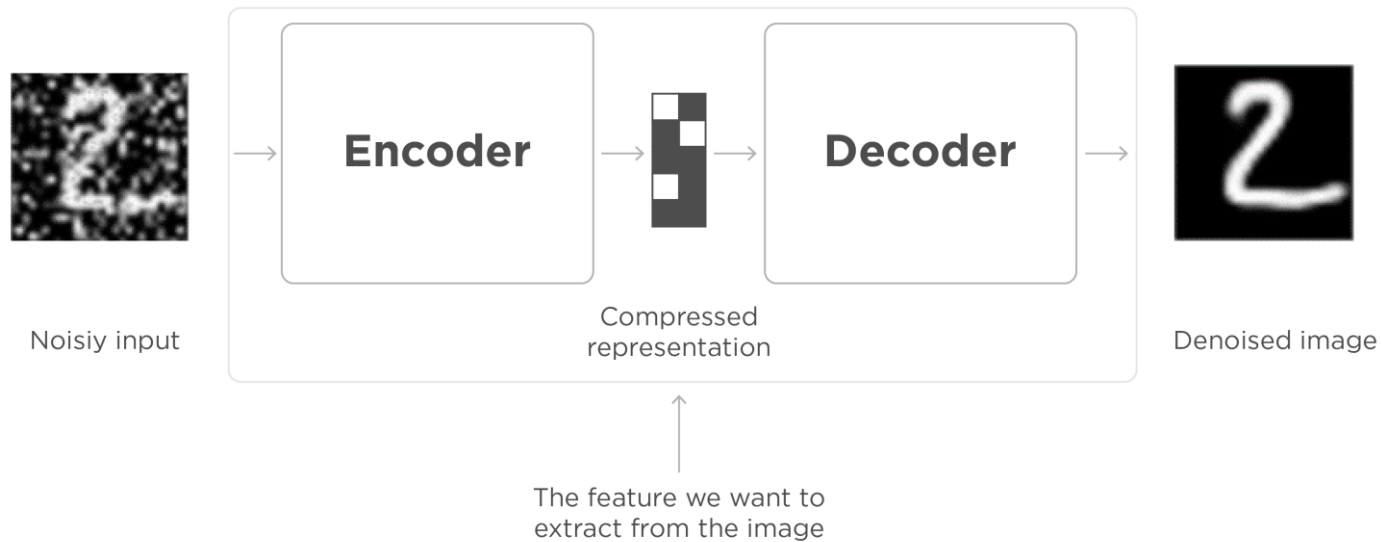 Encoder
Decoder
Noisiy input
Compressed
representation
Denoised image
The feature we want to
extract from the image